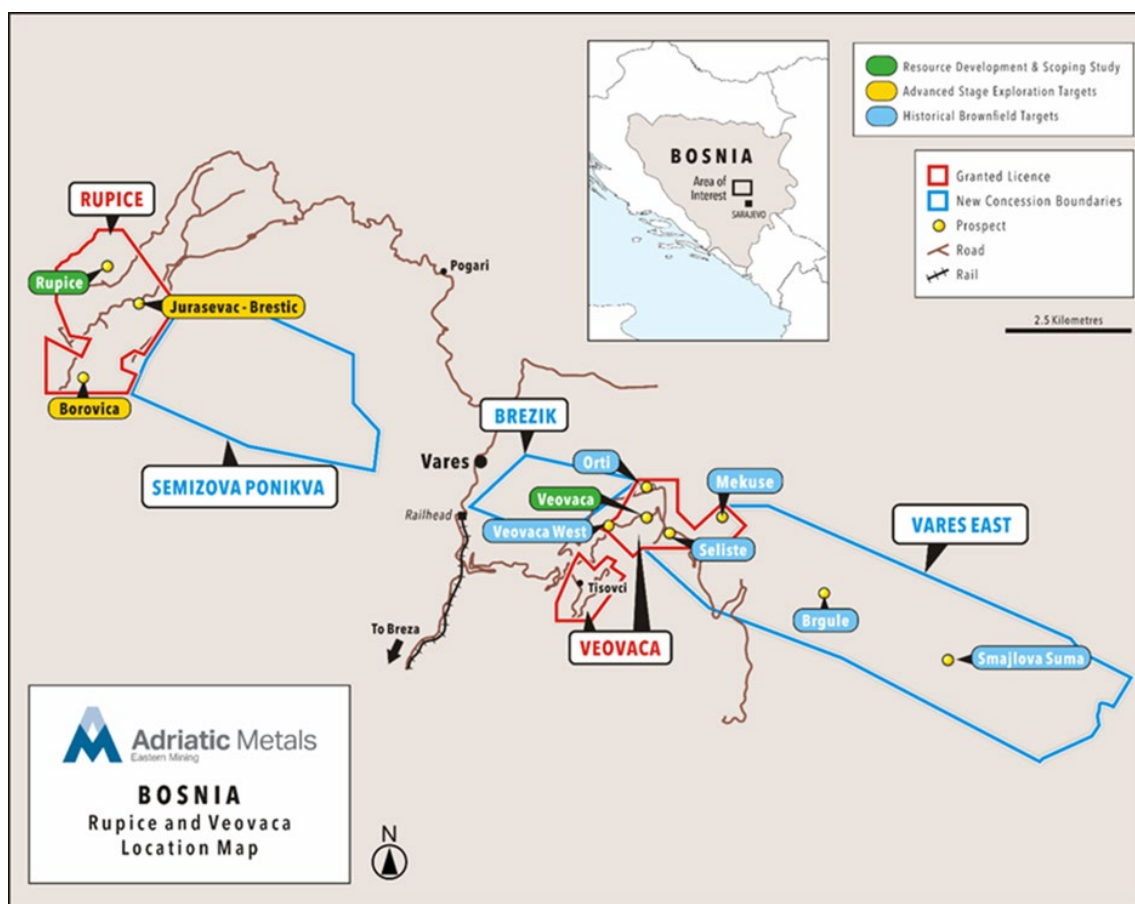 Resource Development & Scoping Study
Advanced Stage Exploration Targets
Historical Brownfield Targets
BOSNIA
Area of
Interest
SARAJEVO
Granted Licence
New Concession Boundaries
Prospect
Road
Rail
2.5 Kilometres
RUPICE
Rupice
Jurasevac - Brestic
Borovica
SEMIZOVA PONIKVA
Pogari
Vares
BREZIK
Orti
Mekuse
Veovaca
Railhead
Veovaca West
Seliste
VARES EAST
Tisovci
Brgule
To Breza
VEOVACA
Smajlova Suma
Adriatic Metals
Eastern Mining
BOSNIA
Rupice and Veovaca
Location Map
N